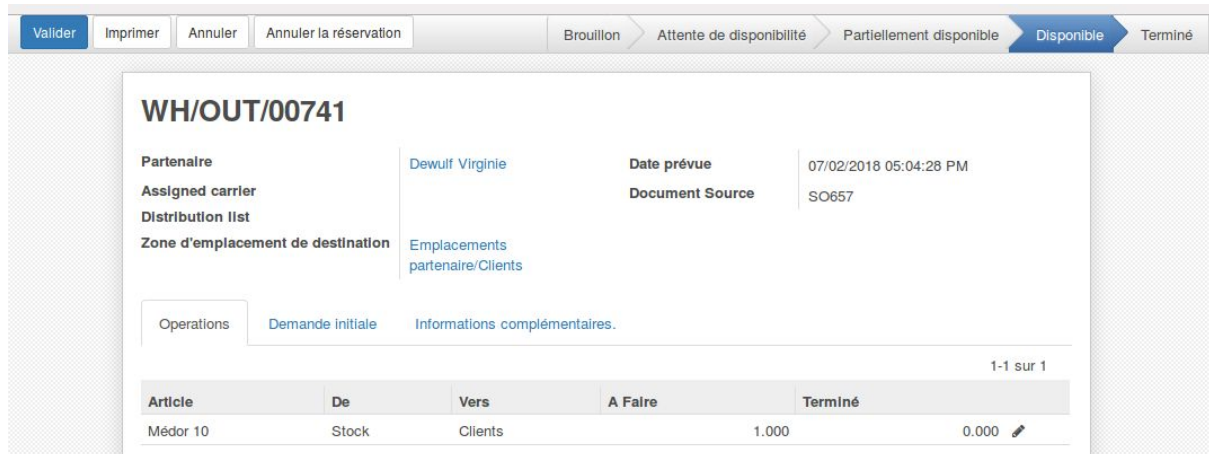 Valider Imprimer Annuler Annuler la réservation Brouillon Attente de disponibilité Partiellement disponible Disponible Terminé
WH/OUT/00741
Partenaire Dewulf Virginie Date prévue 07/02/2018 05:04:28 PM
Assigned carrier Document Source SO657
Distribution list
Zone d'emplacement de destination Emplacements
partenaire/Clients
Operations Demande initiale Informations complémentaires.
1-1 sur 1
Article De Vers A Faire Terminé
Médor 10 Stock Clients 1.000 0.000